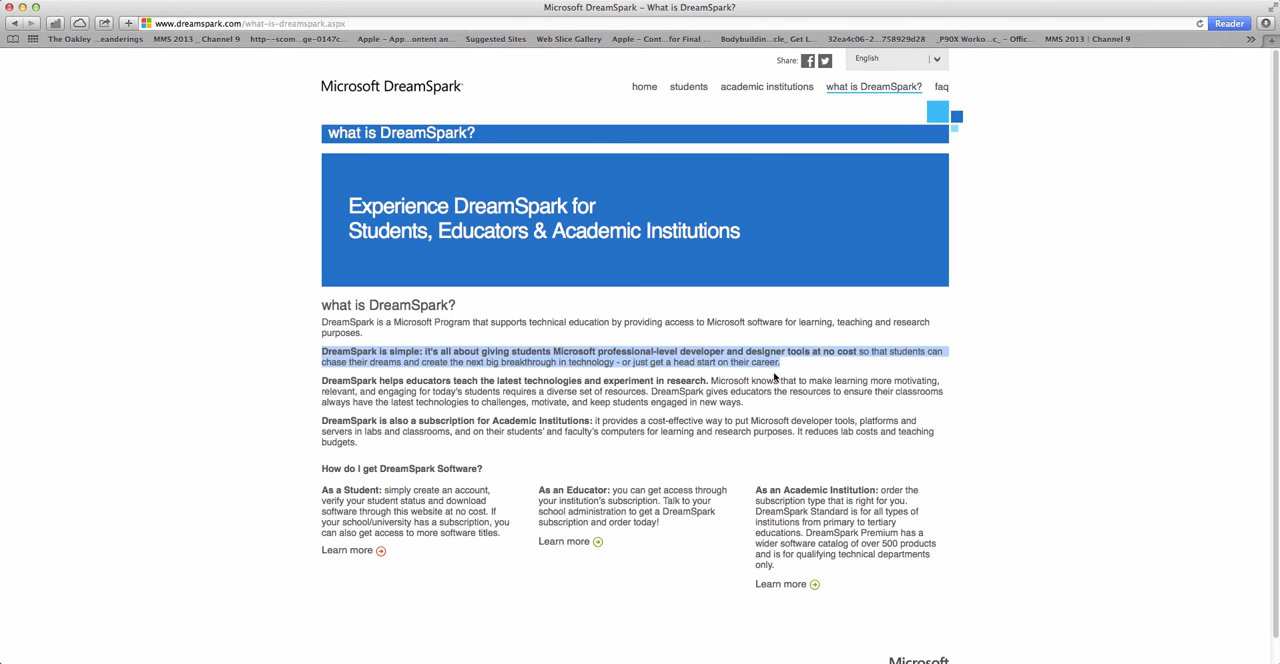 Microsoft DreamSpark – What is DreamSpark?
www.dreamspark.com/what-is-dreamspark.aspx
Reader
The Oakley ...eanderings MMS 2013 _ Channel 9 http--scom...ge-0147c... Apple - App...ontent an... Suggested Sites Web Slice Gallery Apple - Cont...for Final ... Bodybuildin...cle_ Get L... 32ea4c06-2...758929d28 _P90X Worko...c_ - Offic... MMS 2013 | Channel 9
Share:
English
Microsoft DreamSpark
home students academic institutions what is DreamSpark? faq
what is DreamSpark?
Experience DreamSpark for
Students, Educators & Academic Institutions
what is DreamSpark?
DreamSpark is a Microsoft Program that supports technical education by providing access to Microsoft software for learning, teaching and research
purposes.
DreamSpark is simple: it's all about giving students Microsoft professional-level developer and designer tools at no cost so that students can
chase their dreams and create the next big breakthrough in technology - or just get a head start on their career.
DreamSpark helps educators teach the latest technologies and experiment in research. Microsoft knows that to make learning more motivating,
relevant, and engaging for today's students requires a diverse set of resources. DreamSpark gives educators the resources to ensure their classrooms
always have the latest technologies to challenges, motivate, and keep students engaged in new ways.
DreamSpark is also a subscription for Academic Institutions: it provides a cost-effective way to put Microsoft developer tools, platforms and
servers in labs and classrooms, and on their students' and faculty's computers for learning and research purposes. It reduces lab costs and teaching
budgets.
How do I get DreamSpark Software?
As a Student: simply create an account,
verify your student status and download
software through this website at no cost. If
your school/university has a subscription, you
can also get access to more software titles.
Learn more
As an Educator: you can get access through
your institution's subscription. Talk to your
school administration to get a DreamSpark
subscription and order today!
Learn more
As an Academic Institution: order the
subscription type that is right for you.
DreamSpark Standard is for all types of
institutions from primary to tertiary
educations. DreamSpark Premium has a
wider software catalog of over 500 products
and is for qualifying technical departments
only.
Learn more
Microsoft